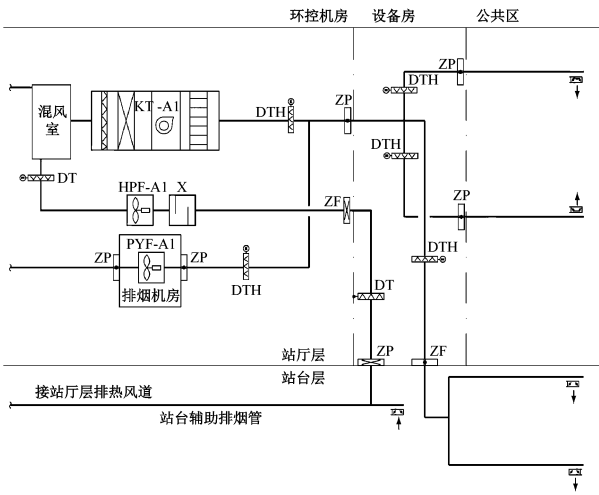 环控机房
设备房
公共区
ZP
DTH
混风
室
KT-A1
DTH
ZP
DTH
DT
HPF-A1
X
ZF
ZP
PYF-A1
ZP
ZP
DTH
排烟机房
DTH
DT
站厅层
ZP
ZF
站台层
接站厅层排热风道
站台辅助排烟管